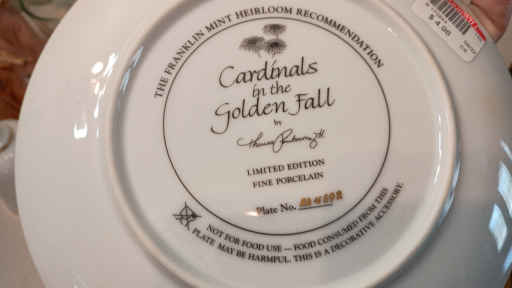 THE FRANKLIN MINT HEIRLOOM RECOMMENDATION
Cardinals
in the
Golden Fall
by
LIMITED EDITION
FINE PORCELAIN
Plate No.
NOT FOR FOOD USE — FOOD CONSUMED FROM THIS
PLATE MAY BE HARMFUL. THIS IS A DECORATIVE ACCESSORY.